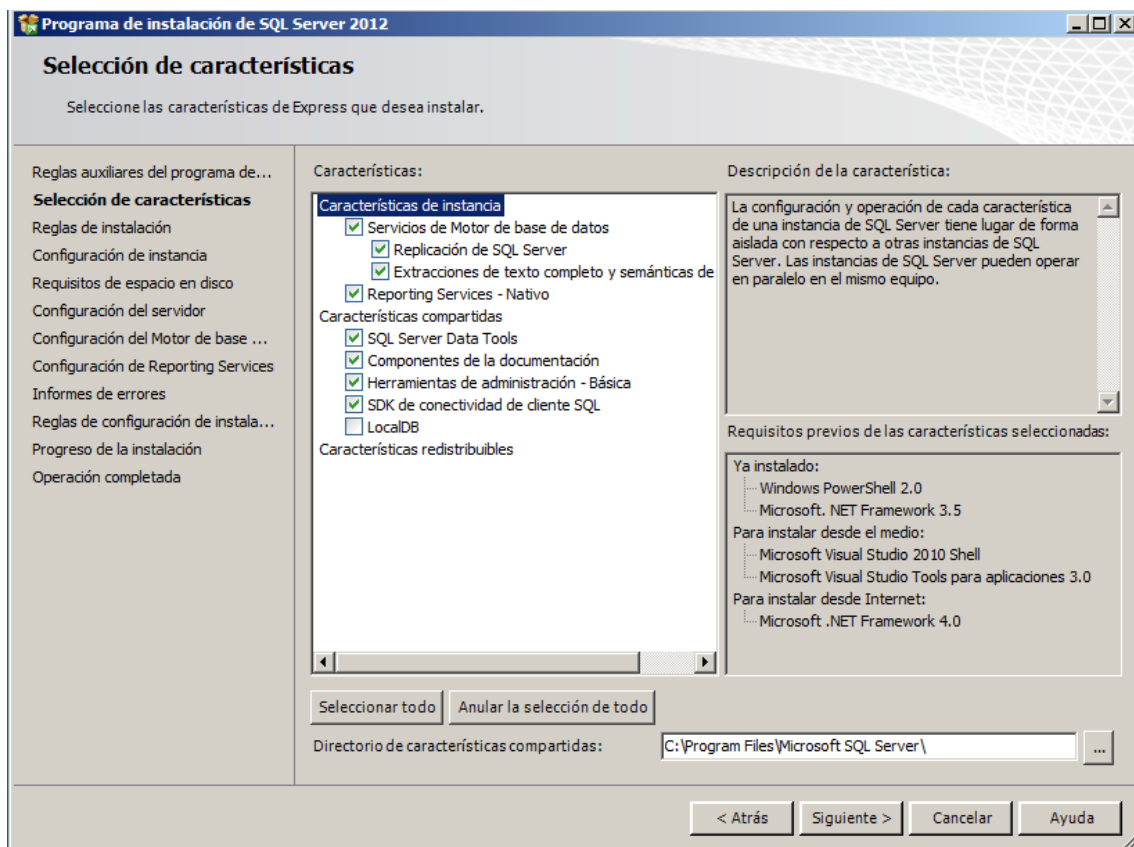 Programa de instalación de SQL Server 2012
Selección de características
Seleccione las características de Express que desea instalar.
Reglas auxiliares del programa de...
Selección de características
Reglas de instalación
Configuración de instancia
Requisitos de espacio en disco
Configuración del servidor
Configuración del Motor de base ...
Configuración de Reporting Services
Informes de errores
Reglas de configuración de instala...
Progreso de la instalación
Operación completada
Características:
Características de instancia
Servicios de Motor de base de datos
Replicación de SQL Server
Extracciones de texto completo y semánticas de
Reporting Services - Nativo
Características compartidas
SQL Server Data Tools
Componentes de la documentación
Herramientas de administración - Básica
SDK de conectividad de cliente SQL
LocalDB
Características redistribuibles
Descripción de la característica:
La configuración y operación de cada característica
de una instancia de SQL Server tiene lugar de forma
aislada con respecto a otras instancias de SQL
Server. Las instancias de SQL Server pueden operar
en paralelo en el mismo equipo.
Requisitos previos de las características seleccionadas:
Ya instalado:
Windows PowerShell 2.0
Microsoft. NET Framework 3.5
Para instalar desde el medio:
Microsoft Visual Studio 2010 Shell
Microsoft Visual Studio Tools para aplicaciones 3.0
Para instalar desde Internet:
Microsoft .NET Framework 4.0
Seleccionar todo
Anular la selección de todo
Directorio de características compartidas:
C:\Program Files\Microsoft SQL Server\
...
< Atrás
Siguiente >
Cancelar
Ayuda